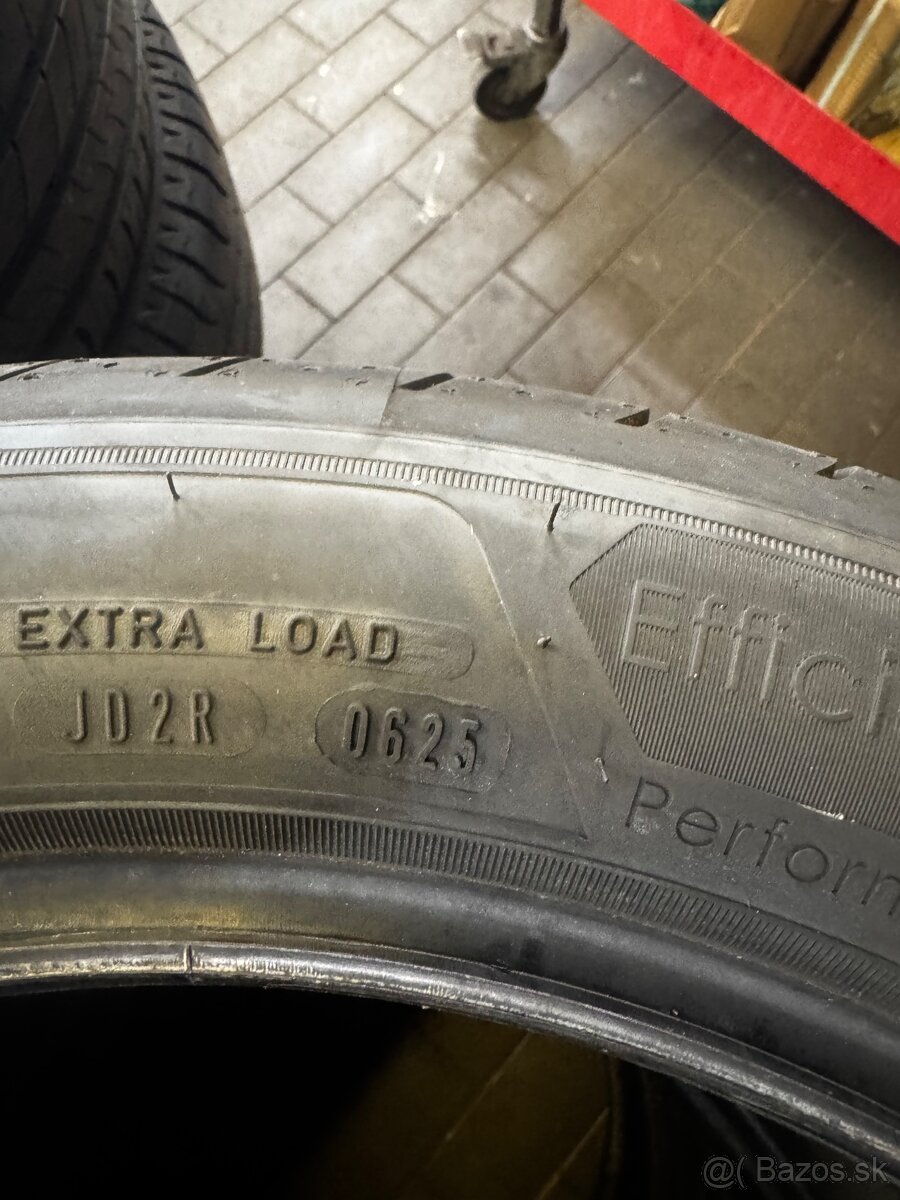 EXTRA LOAD
JD2R 0625
Effici
Perform
@( Bazos.sk